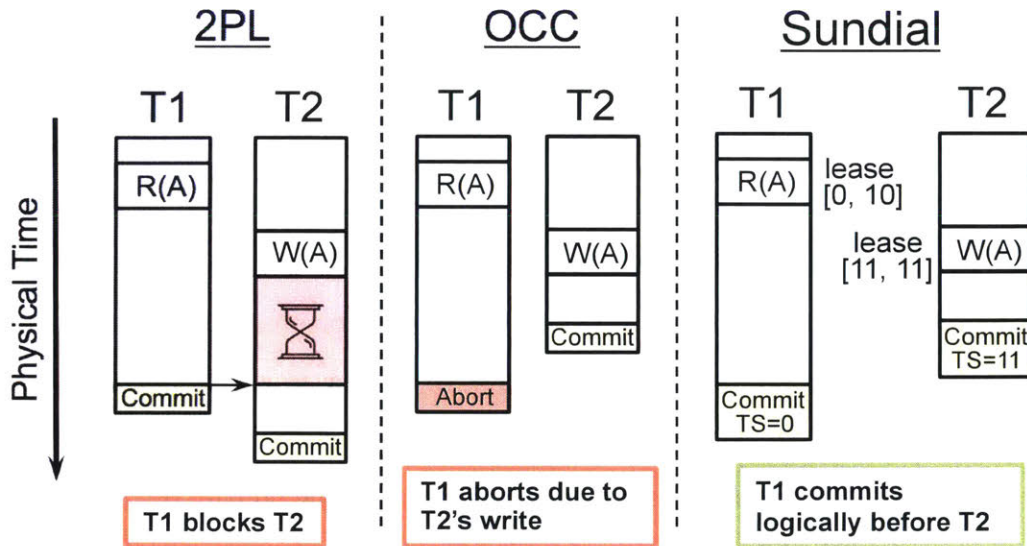 2PL
T1
T2
R(A)
W(A)
Commit
Commit
T1 blocks T2
OCC
T1
T2
R(A)
W(A)
Commit
Abort
T1 aborts due to
T2's write
Sundial
T1
T2
R(A)
lease
[0, 10]
lease
[11, 11]
W(A)
Commit
TS=11
Commit
TS=0
T1 commits
logically before T2
Physical Time